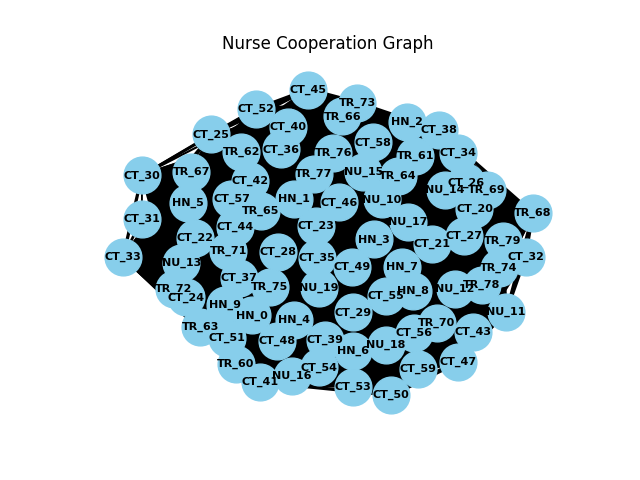 Nurse Cooperation Graph
CT_45
TR_73
CT_52
TR_66
HN_2
CT_40
CT_38
CT_25
CT_58
CT_36
TR_62
TR_76
CT_34
TR_61
TR_67
NU_15
TR_77
CT_30
TR_64
CT_42
CT_26
NU_14
TR_69
CT_57
HN_1
NU_10
HN_5
CT_46
CT_20
TR_65
TR_68
CT_31
NU_17
CT_44
CT_23
CT_22
CT_27
HN_3
TR_79
CT_21
TR_71
CT_28
CT_33
CT_35
CT_32
NU_13
CT_49
HN_7
TR_74
CT_37
TR_78
TR_72
TR_75
NU_19
NU_12
HN_8
CT_24
CT_55
HN_9
NU_11
CT_29
HN_0
HN_4
TR_70
TR_63
CT_43
CT_56
CT_51
CT_39
CT_48
NU_18
HN_6
CT_47
TR_60
CT_54
CT_59
NU_16
CT_41
CT_53
CT_50